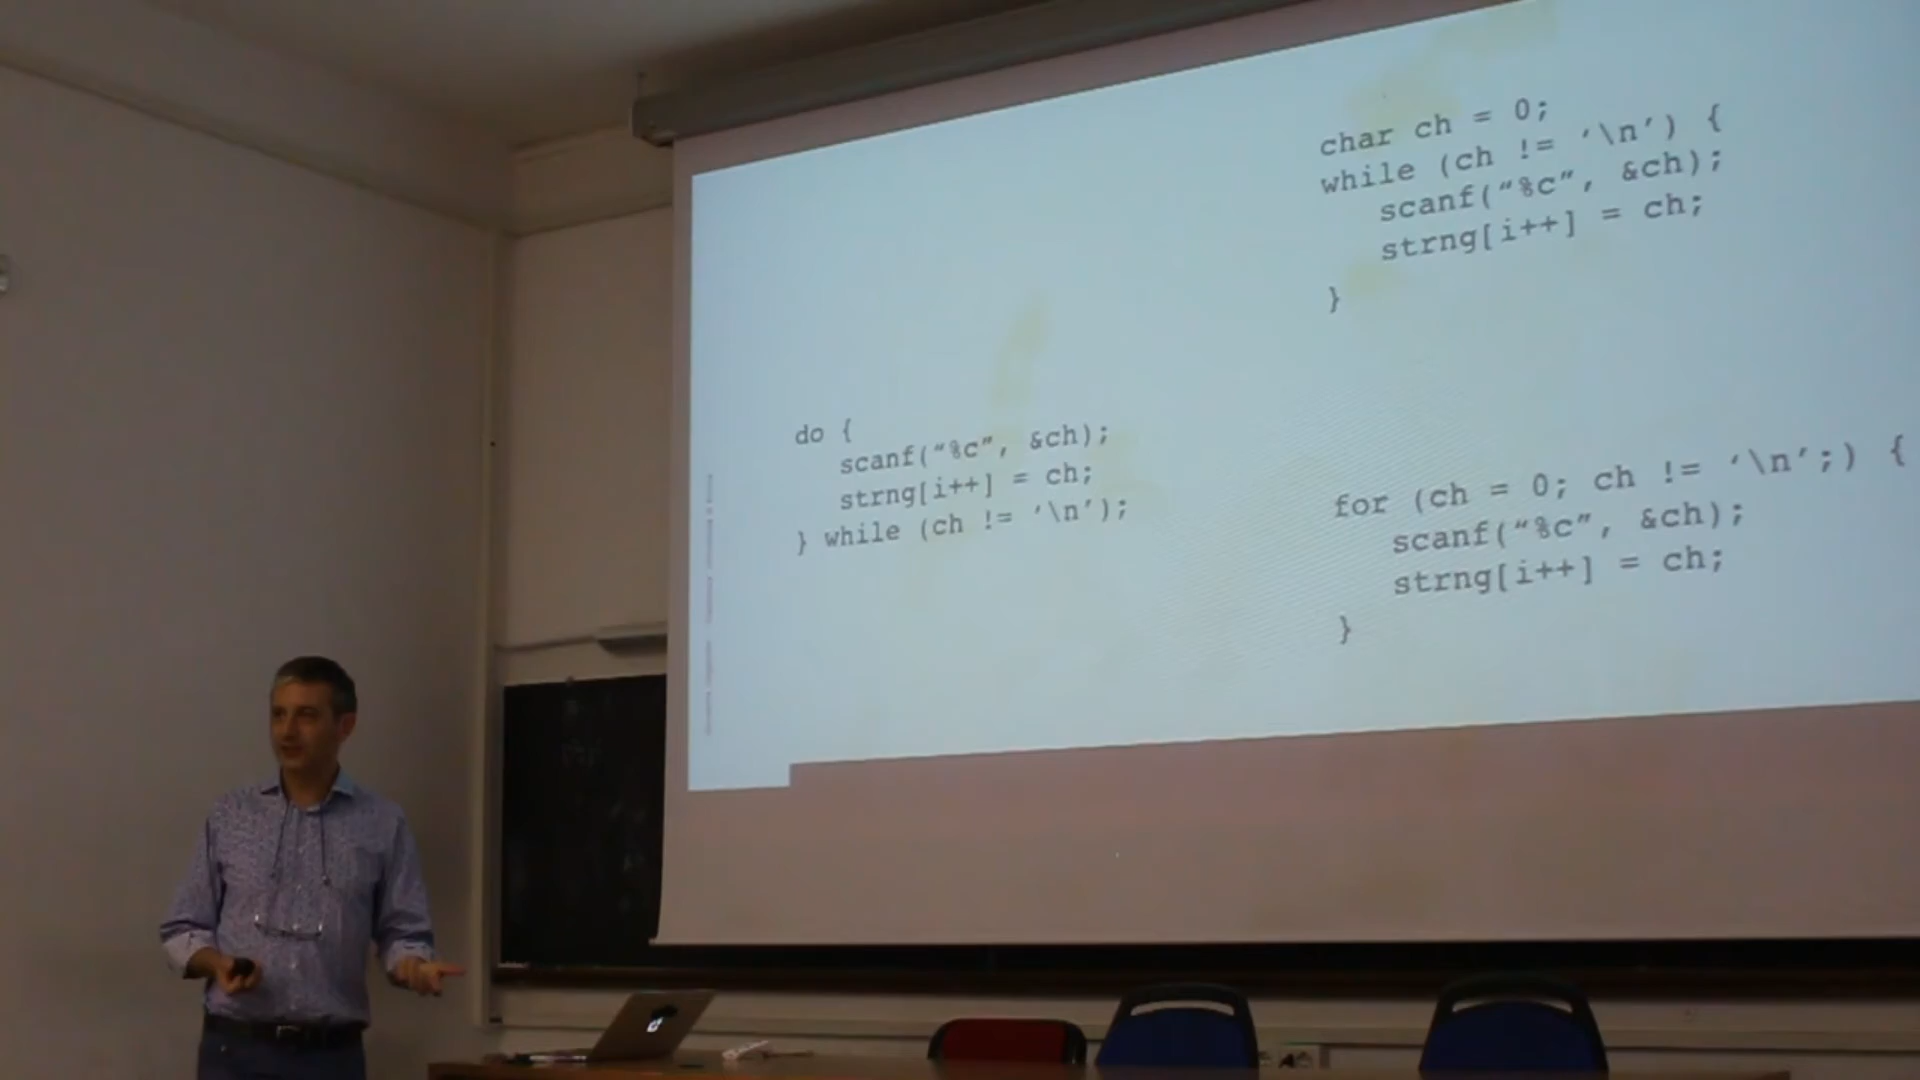 char ch = 0;
while (ch != ‘\n’) {
scanf(“%c”, &ch);
strng[i++] = ch;
}
do {
scanf(“%c”, &ch);
strng[i++] = ch;
} while (ch != ‘\n’);
for (ch = 0; ch != ‘\n’;) {
scanf(“%c”, &ch);
strng[i++] = ch;
}